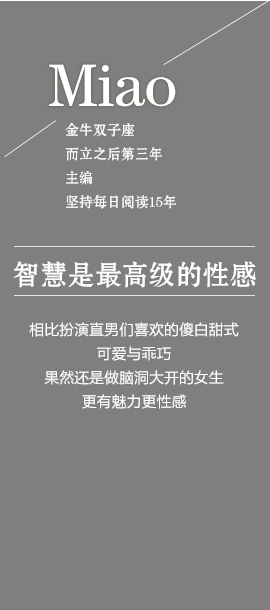 Miao
金牛双子座
而立之后第三年
主编
坚持每日阅读15年
智慧是最高级的性感
相比扮演直男们喜欢的傻白甜式
可爱与乖巧
果然还是做脑洞大开的女生
更有魅力更性感